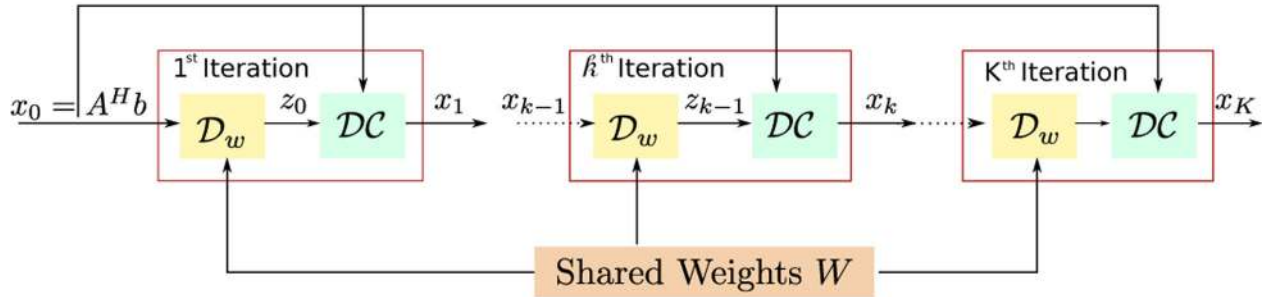 1st Iteration
kth Iteration
Kth Iteration
x0 = A^H b
z0
x1
xk−1
zk−1
xk
xK
𝒟w
𝒟𝒞
𝒟w
𝒟𝒞
𝒟w
𝒟𝒞
Shared Weights W